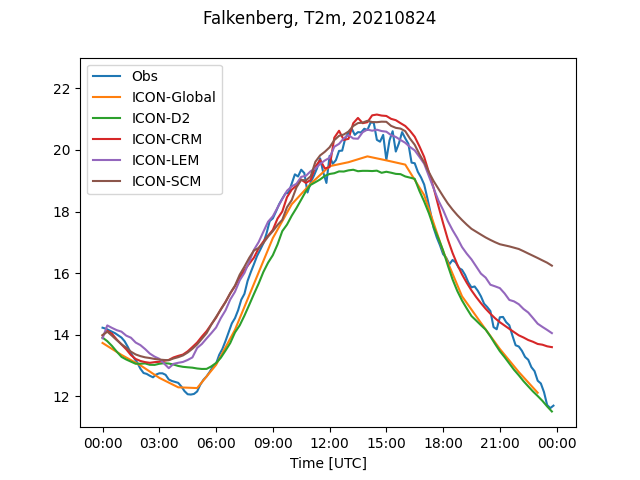 Falkenberg, T2m, 20210824
Obs
ICON-Global
ICON-D2
ICON-CRM
ICON-LEM
ICON-SCM
22
20
18
16
14
12
00:00 03:00 06:00 09:00 12:00 15:00 18:00 21:00 00:00
Time [UTC]